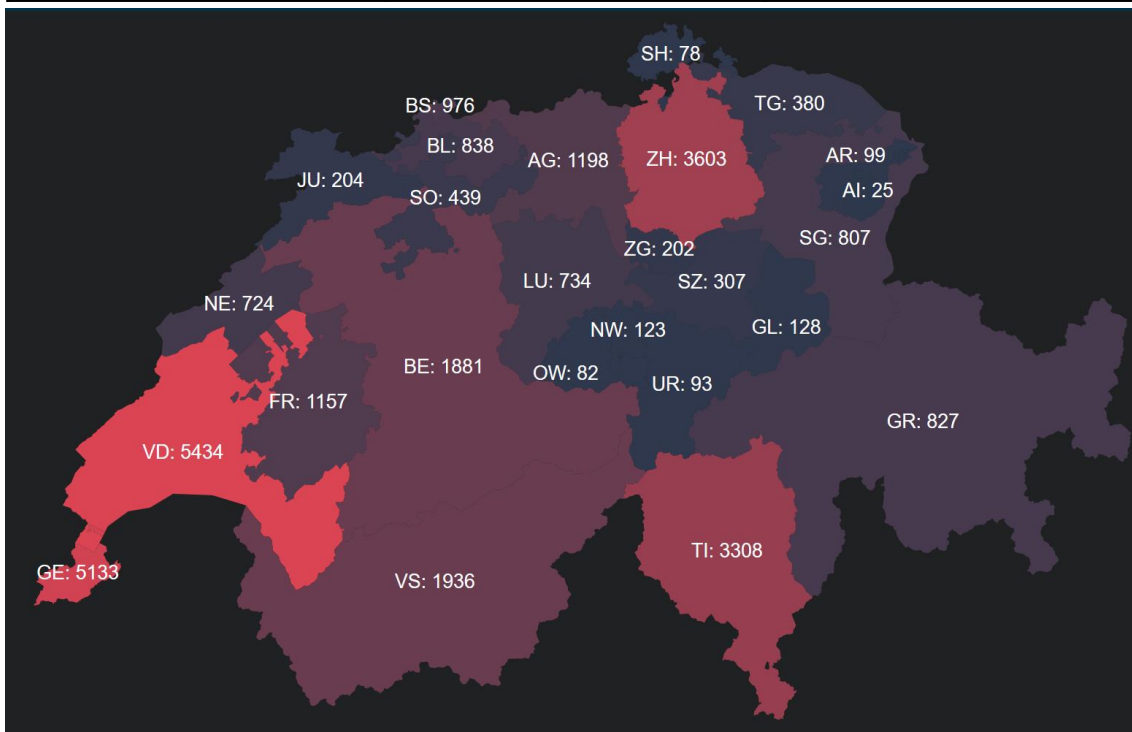 SH: 78
BS: 976
TG: 380
BL: 838
AG: 1198
ZH: 3603
AR: 99
JU: 204
SO: 439
AI: 25
SG: 807
ZG: 202
LU: 734
SZ: 307
NE: 724
NW: 123
GL: 128
BE: 1881
OW: 82
UR: 93
FR: 1157
GR: 827
VD: 5434
TI: 3308
GE: 5133
VS: 1936